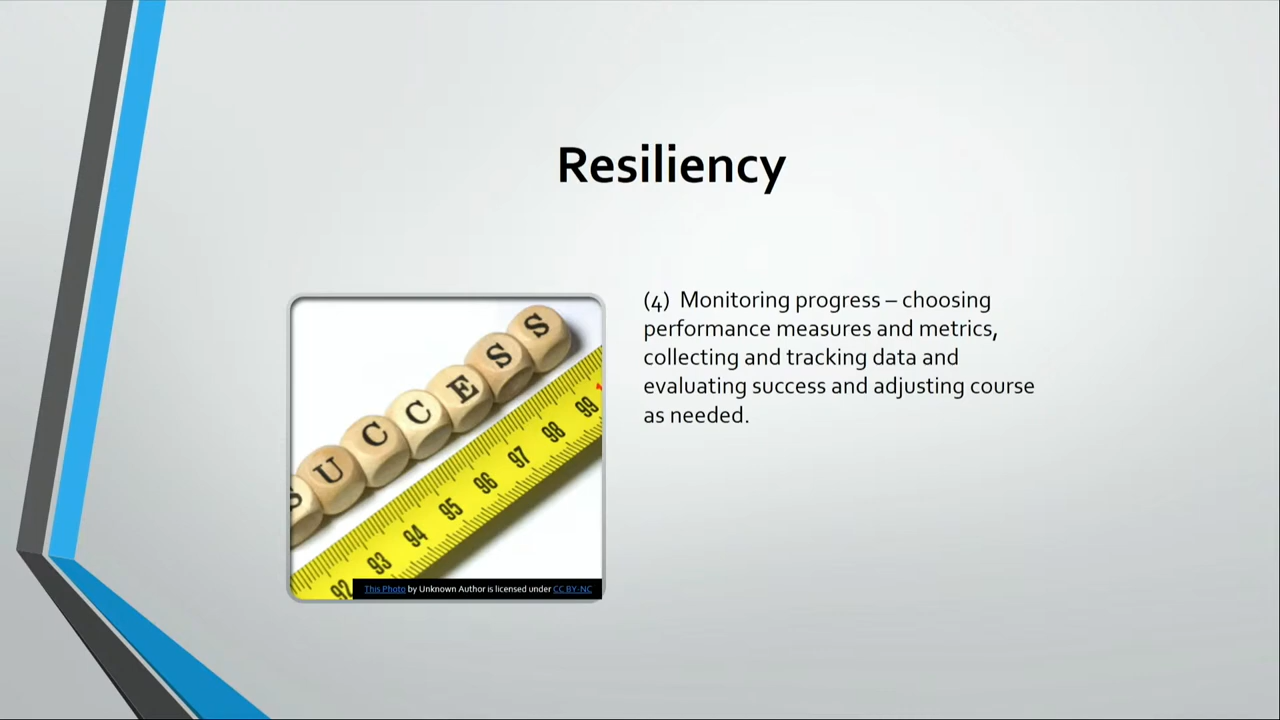 Resiliency
(4) Monitoring progress – choosing
performance measures and metrics,
collecting and tracking data and
evaluating success and adjusting course
as needed.
SUCCESS
92 93 94 95 96 97 98 99 1
This Photo by Unknown Author is licensed under CC BY-NC